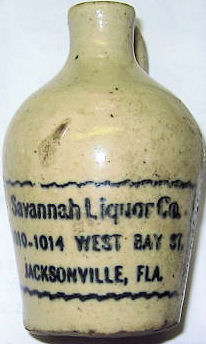 Savannah Liquor Co.
1010-1014 WEST BAY ST.
JACKSONVILLE, FLA.